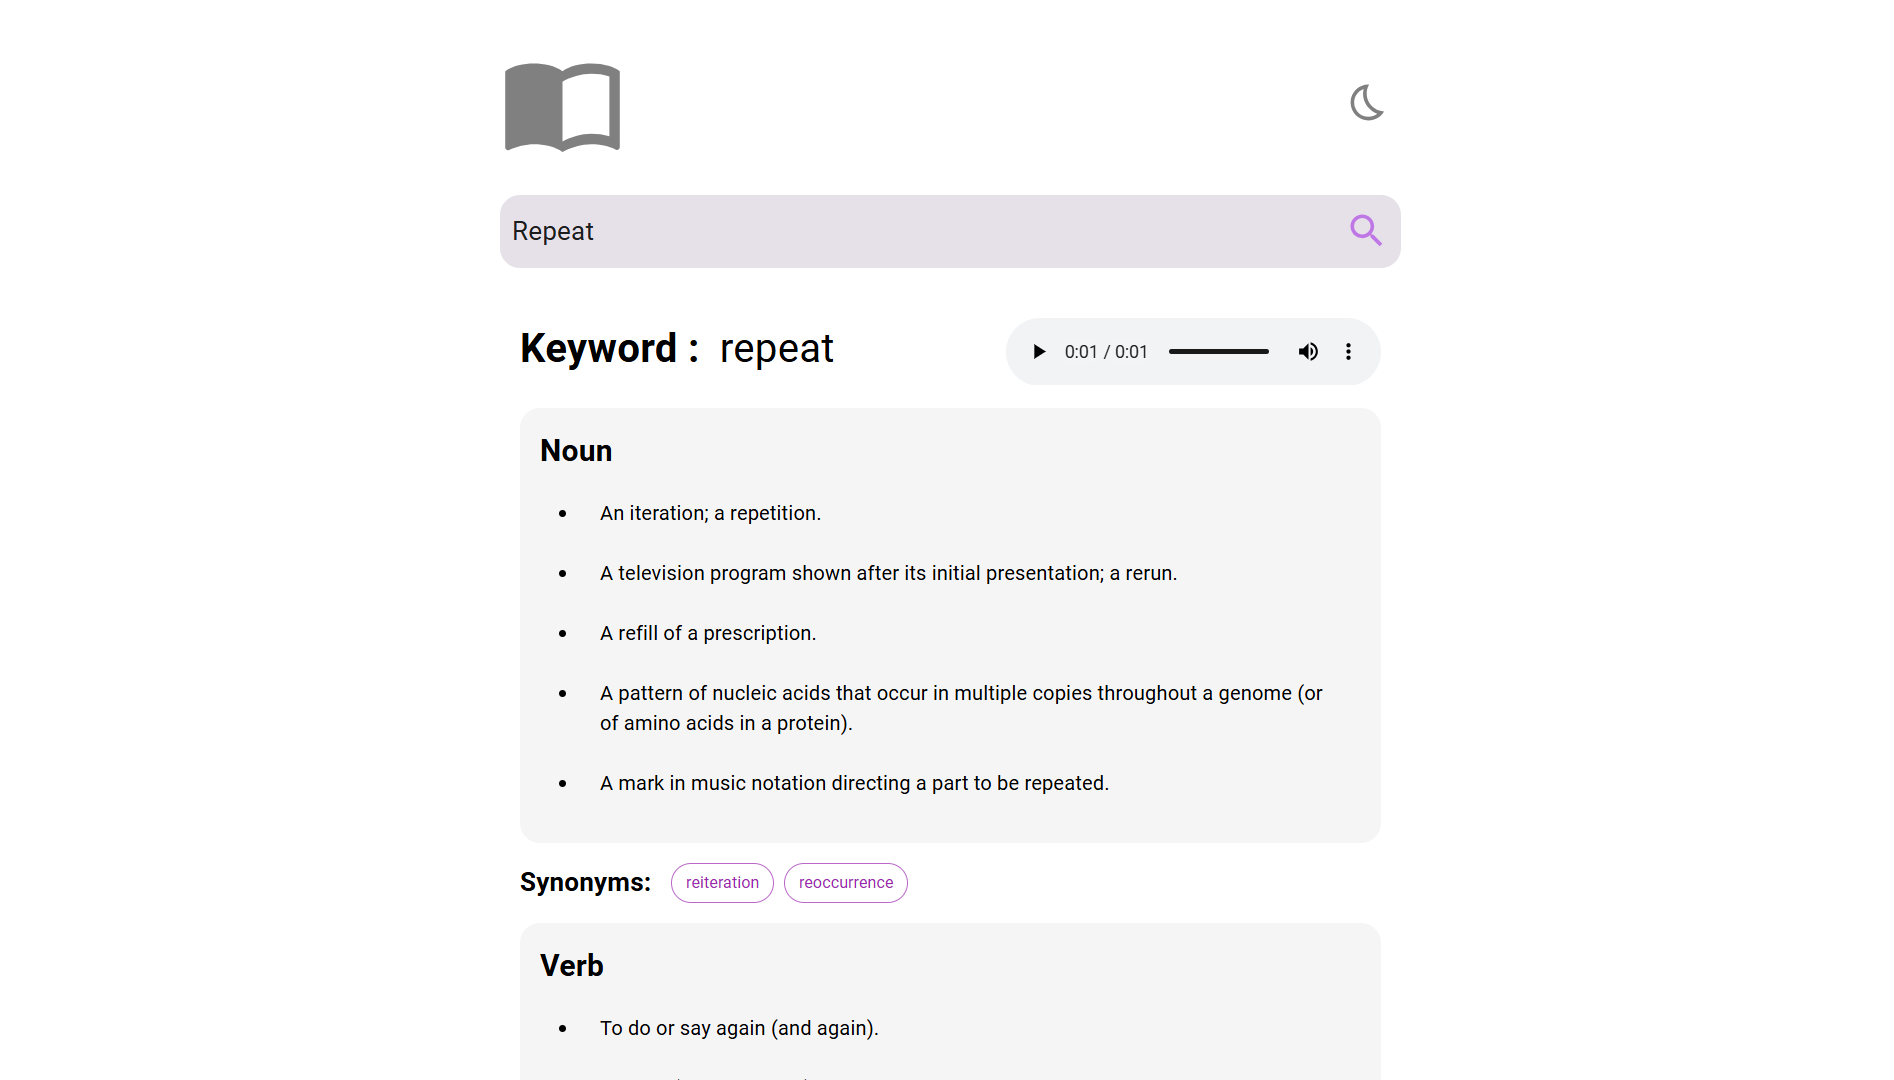 Repeat
Keyword : repeat
0:01 / 0:01
Noun
An iteration; a repetition.
A television program shown after its initial presentation; a rerun.
A refill of a prescription.
A pattern of nucleic acids that occur in multiple copies throughout a genome (or
of amino acids in a protein).
A mark in music notation directing a part to be repeated.
Synonyms: reiteration reoccurrence
Verb
To do or say again (and again).